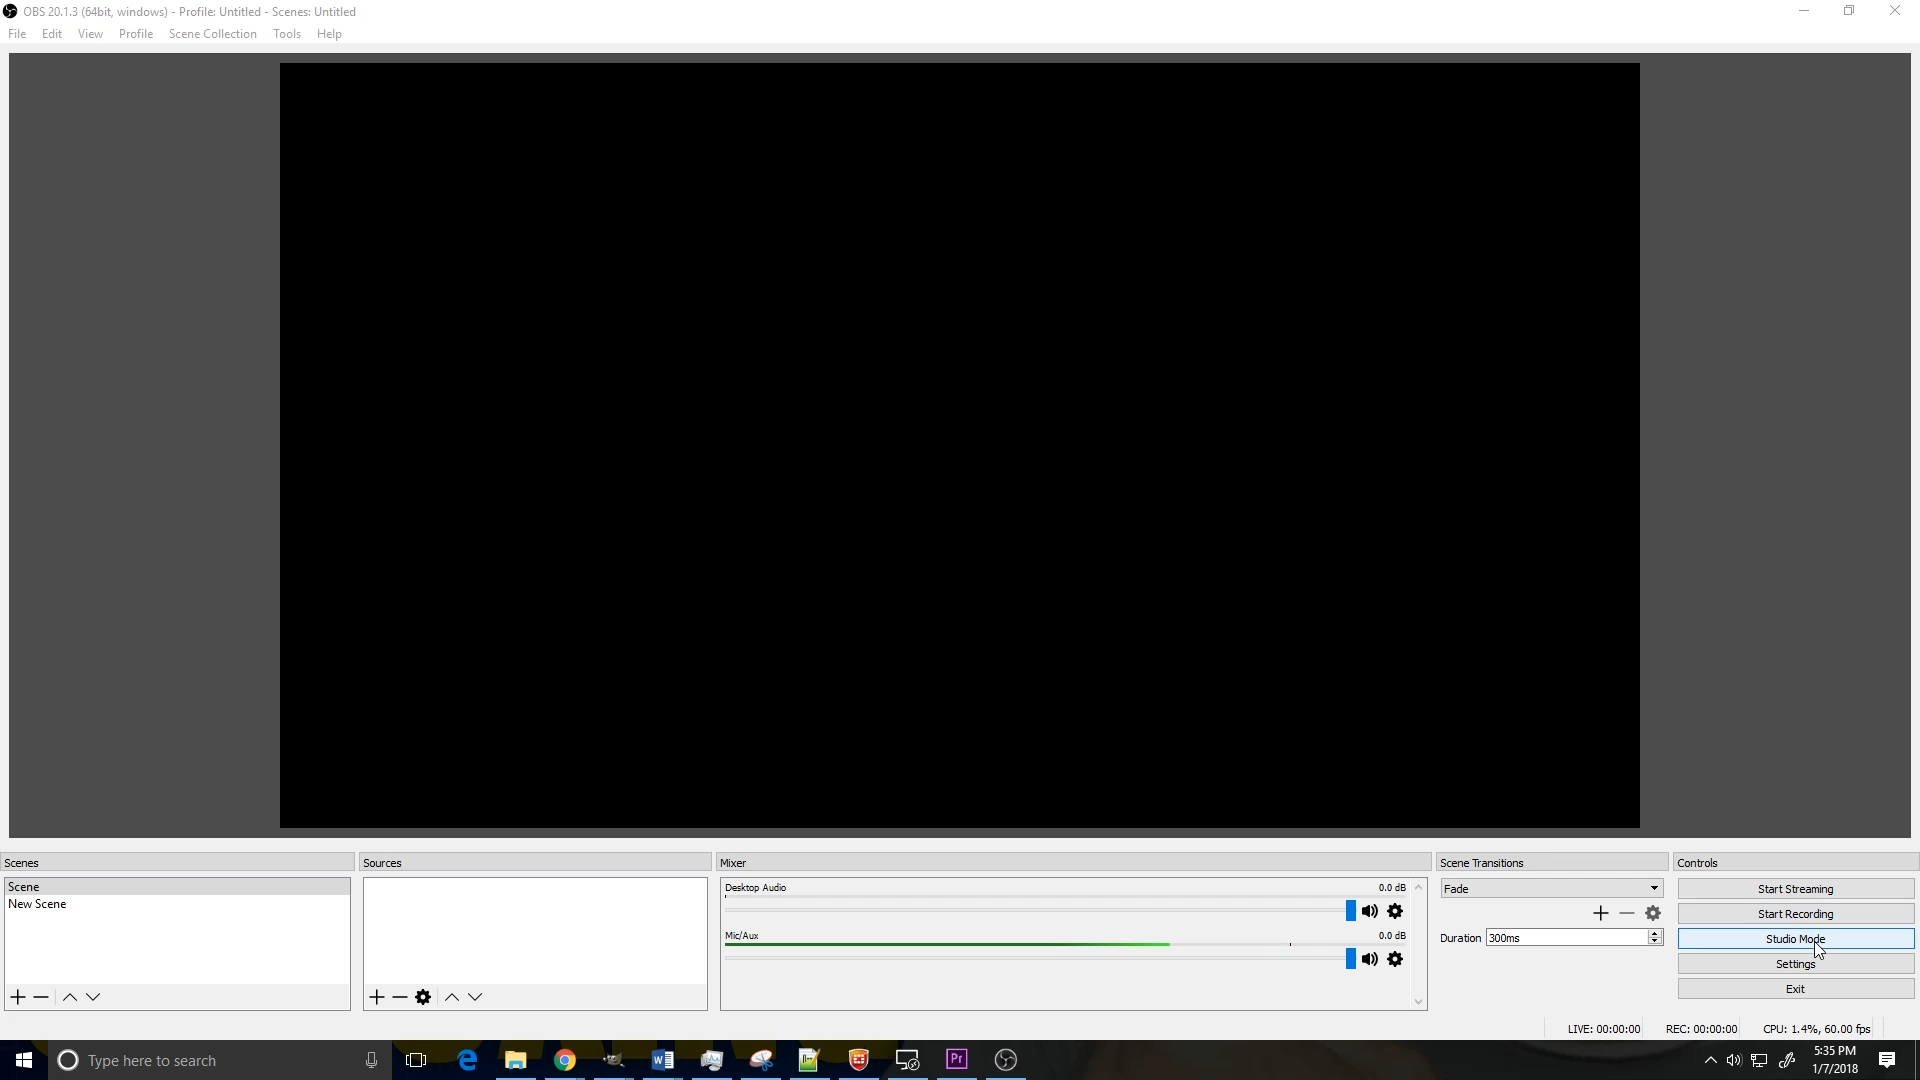 OBS 20.1.3 (64bit, windows) - Profile: Untitled - Scenes: Untitled
File Edit View Profile Scene Collection Tools Help
Scenes
Scene
New Scene
Sources
Mixer
Desktop Audio 0.0 dB
Mic/Aux 0.0 dB
Scene Transitions
Fade
Duration 300ms
Controls
Start Streaming
Start Recording
Studio Mode
Settings
Exit
LIVE: 00:00:00 REC: 00:00:00 CPU: 1.4%, 60.00 fps
Type here to search
Pr
5:35 PM
1/7/2018